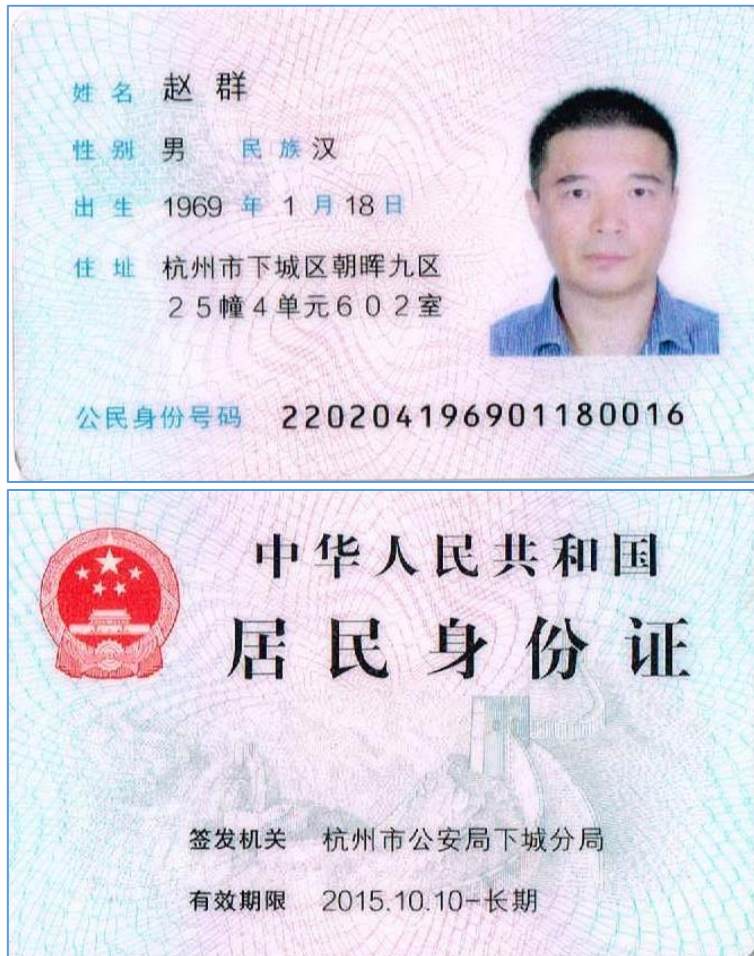 姓名 赵群
性别 男 民族 汉
出生 1969 年 1 月 18 日
住址 杭州市下城区朝晖九区
25幢4单元602室
公民身份号码 220204196901180016
中华人民共和国
居民身份证
签发机关 杭州市公安局下城分局
有效期限 2015.10.10-长期